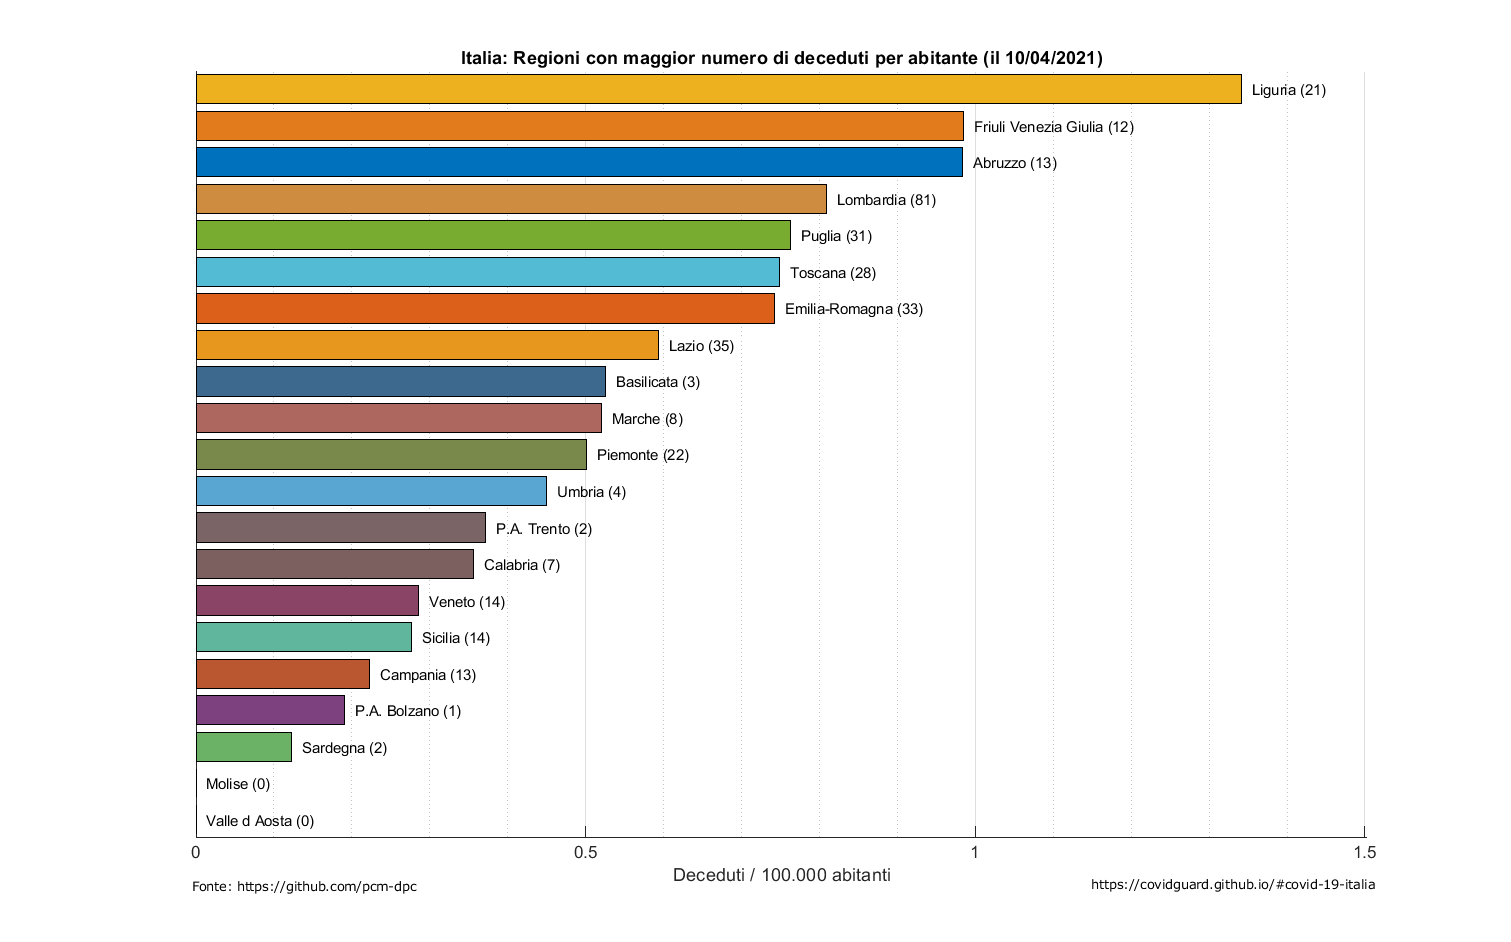 Italia: Regioni con maggior numero di deceduti per abitante (il 10/04/2021)
Liguria (21)
Friuli Venezia Giulia (12)
Abruzzo (13)
Lombardia (81)
Puglia (31)
Toscana (28)
Emilia-Romagna (33)
Lazio (35)
Basilicata (3)
Marche (8)
Piemonte (22)
Umbria (4)
P.A. Trento (2)
Calabria (7)
Veneto (14)
Sicilia (14)
Campania (13)
P.A. Bolzano (1)
Sardegna (2)
Molise (0)
Valle d Aosta (0)
0 0.5 1 1.5
Deceduti / 100.000 abitanti
Fonte: https://github.com/pcm-dpc
https://covidguard.github.io/#covid-19-italia